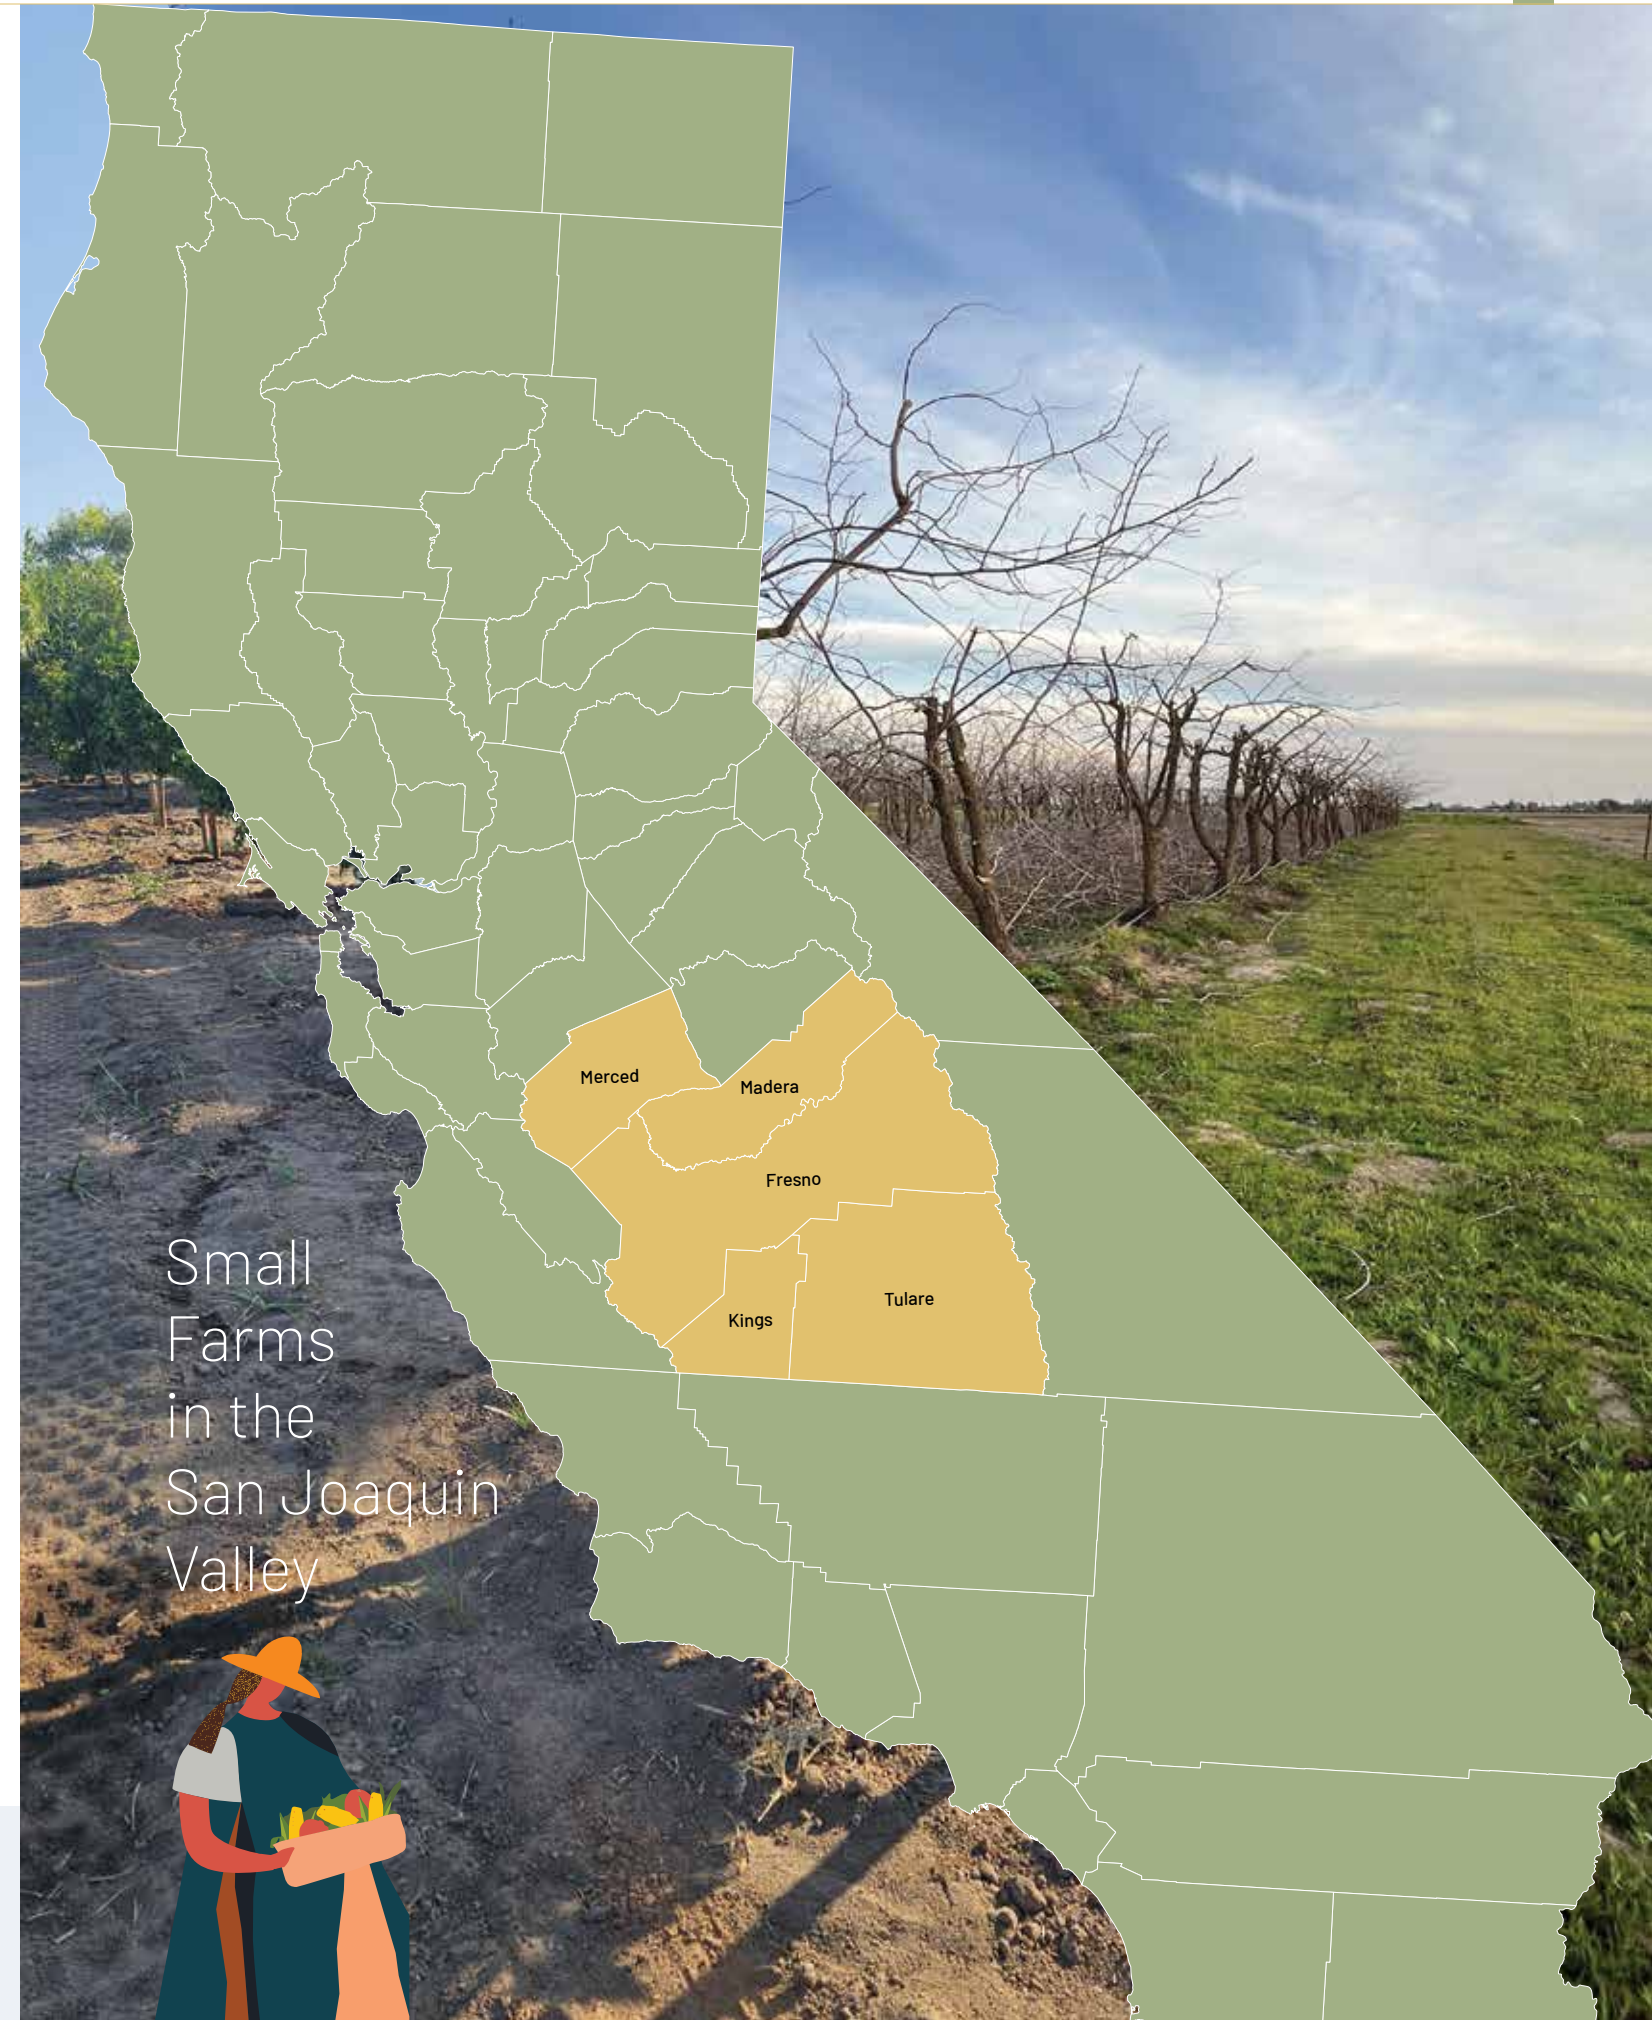 Merced
Madera
Fresno
Tulare
Kings
Small
Farms
in the
San Joaquin
Valley